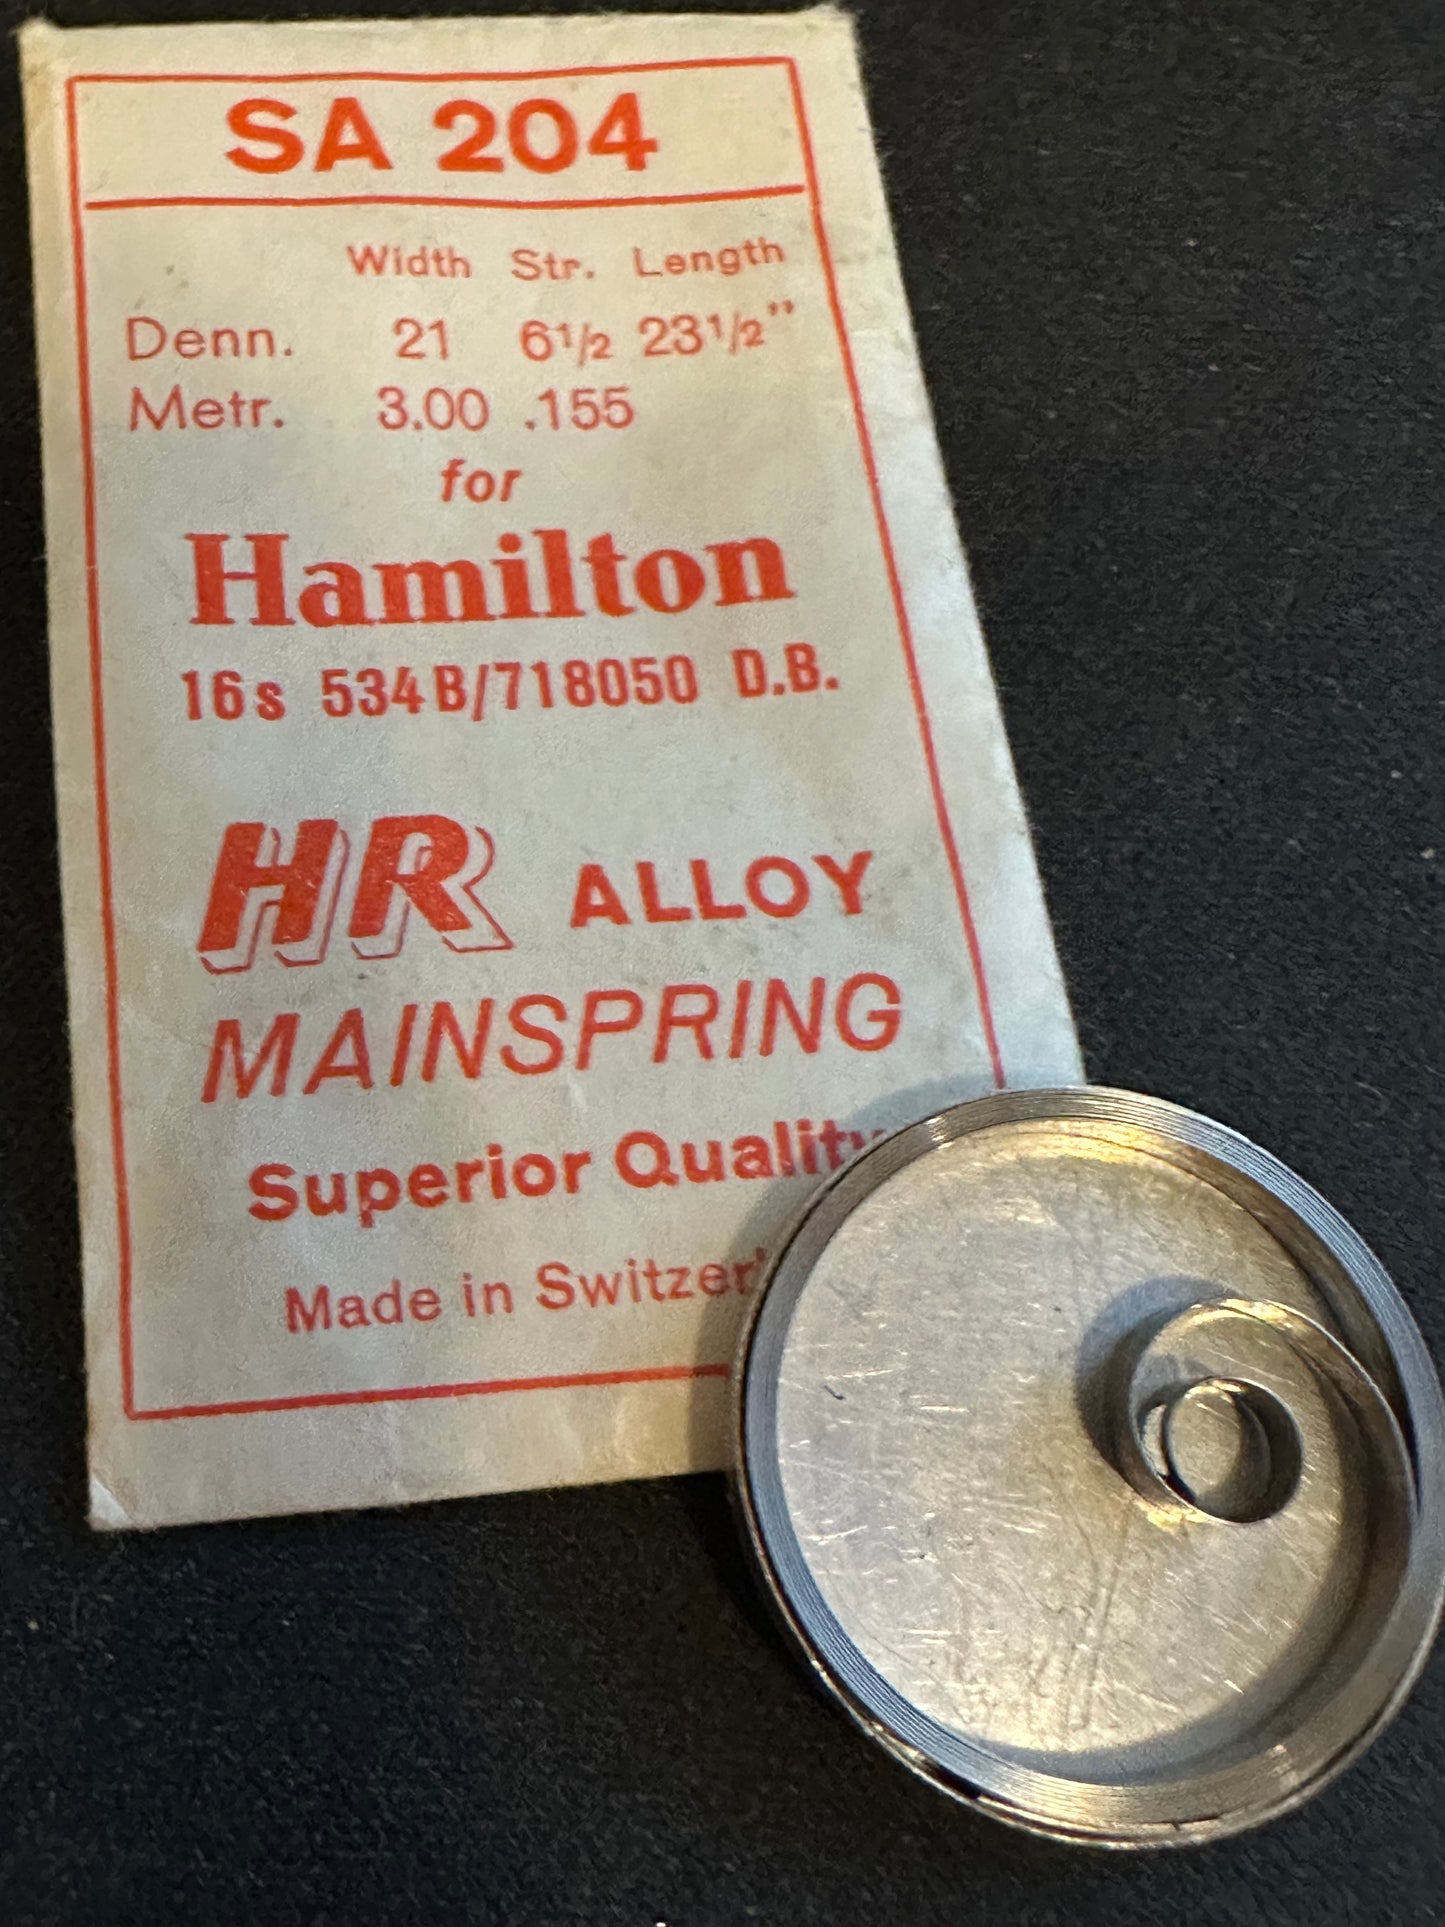 SA 204
Width Str. Length
Denn. 21 6½ 23½"
Metr. 3.00 .155
for
Hamilton
16s 534B/718050 D.B.
HR ALLOY
MAINSPRING
Superior Quality
Made in